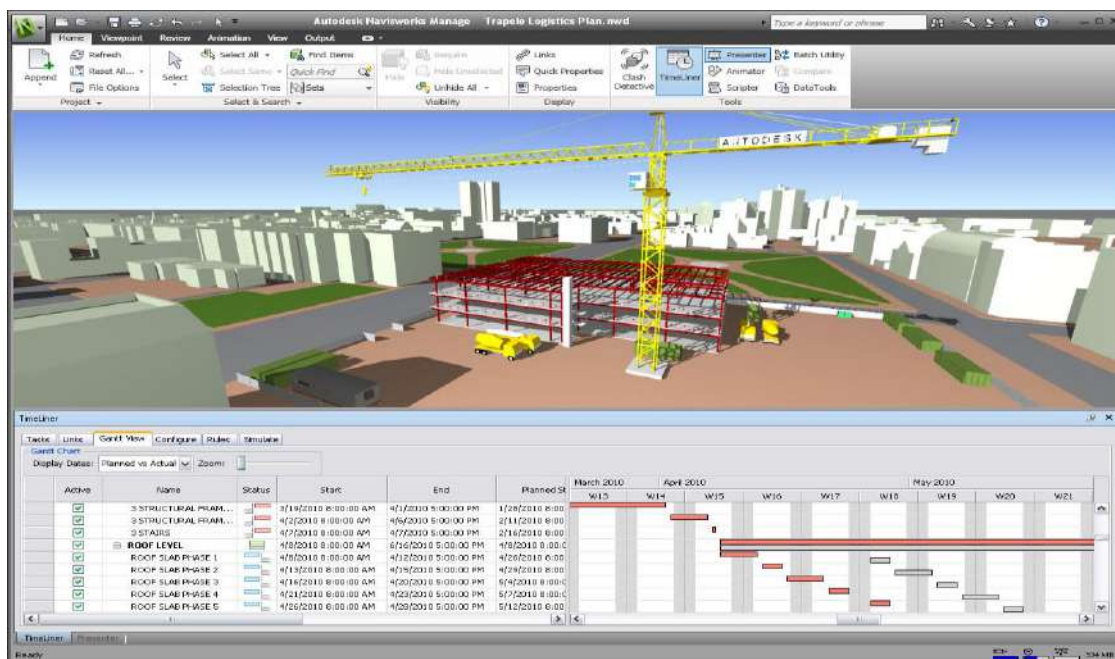 Autodesk Navisworks Manage Trapelo Logistics Plan.nwd
Type a keyword or phrase
Home Viewpoint Review Animation View Output
Append
Refresh
Reset All...
File Options
Project
Select
Select All
Select Same
Selection Tree
Find Items
Quick Find
Sets
Select & Search
Hide
Require
Hide Unselected
Unhide All
Visibility
Links
Quick Properties
Properties
Display
Clash Detective
TimeLiner
Presenter
Animator
Scripter
Batch Utility
Compare
DataTools
Tools
AUTODESK
TimeLiner
Tasks Links Gantt View Configure Rules Simulate
Gantt Chart
Display Dates: Planned vs Actual Zoom:
Active Name Status Start End Planned St
March 2010 April 2010 May 2010
W13 W14 W15 W16 W17 W18 W19 W20 W21
3 STRUCTURAL FRAM... 3/19/2010 8:00:00 AM 4/1/2010 5:00:00 PM 1/28/2010 8:00
3 STRUCTURAL FRAM... 4/2/2010 8:00:00 AM 4/6/2010 5:00:00 PM 2/11/2010 8:00
3 STAIRS 4/7/2010 8:00:00 AM 4/7/2010 5:00:00 PM 2/16/2010 8:00
ROOF LEVEL 4/8/2010 8:00:00 AM 6/16/2010 5:00:00 PM 4/8/2010 8:00:0
ROOF SLAB PHASE 1 4/8/2010 8:00:00 AM 4/12/2010 5:00:00 PM 4/26/2010 8:00
ROOF SLAB PHASE 2 4/13/2010 8:00:00 AM 4/15/2010 5:00:00 PM 4/29/2010 8:00
ROOF SLAB PHASE 3 4/16/2010 8:00:00 AM 4/20/2010 5:00:00 PM 5/4/2010 8:00:0
ROOF SLAB PHASE 4 4/21/2010 8:00:00 AM 4/23/2010 5:00:00 PM 5/7/2010 8:00:0
ROOF SLAB PHASE 5 4/26/2010 8:00:00 AM 4/28/2010 5:00:00 PM 5/12/2010 8:00
TimeLiner Presenter
Ready